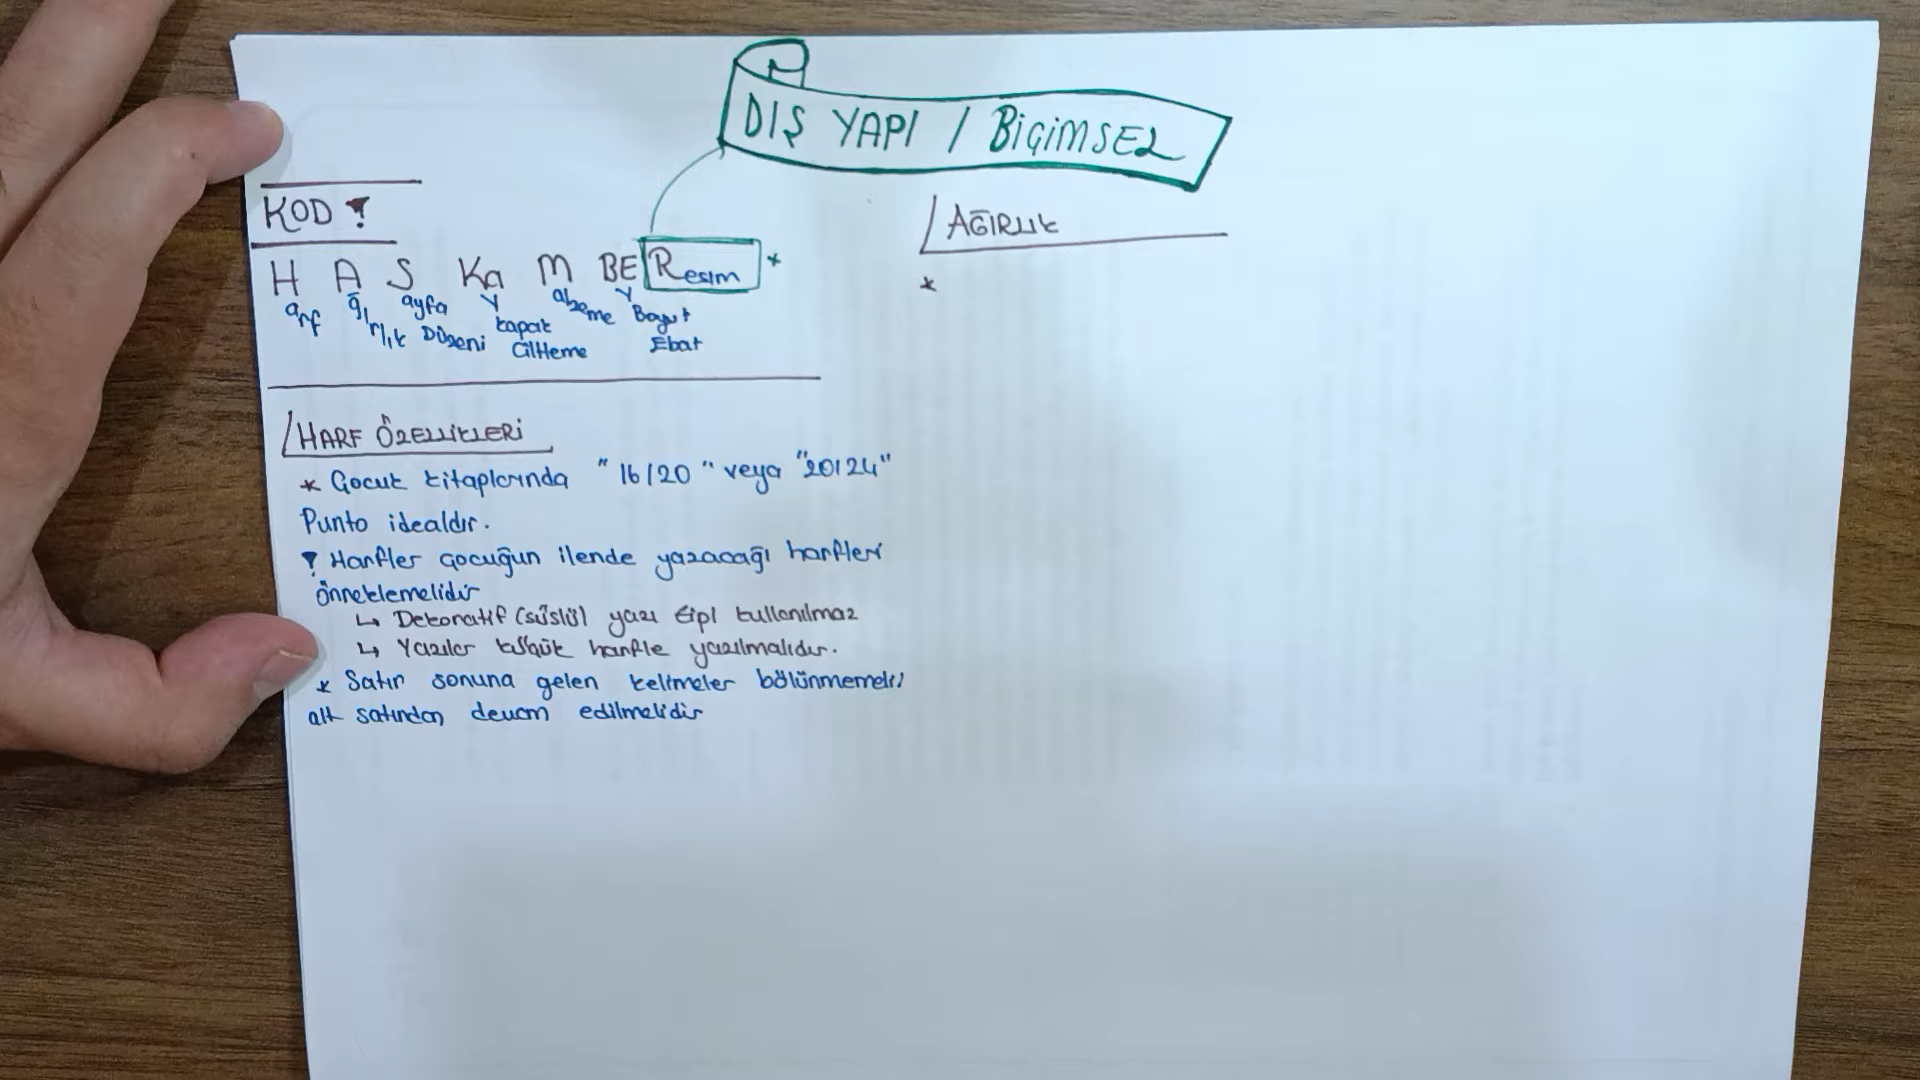 DIŞ YAPI / BİÇİMSEL
KOD !
H A S Ka M BE Resim *
arf ağırlık ayfa Düzeni kapak Ciltleme alzeme Boyut Ebat
HARF ÖZELLİKLERİ
* Çocuk kitaplarında "16/20" veya "20/24"
Punto idealdır.
! Harfler çocuğun ilerde yazacağı harfleri
örneklemelidir
↳ Dekoratif (süslü) yazı tipi kullanılmaz
↳ Yazılar küçük harfle yazılmalıdır.
* Satır sonuna gelen kelimeler bölünmemeli
alt satırdan devam edilmelidir
AĞIRLIK
*